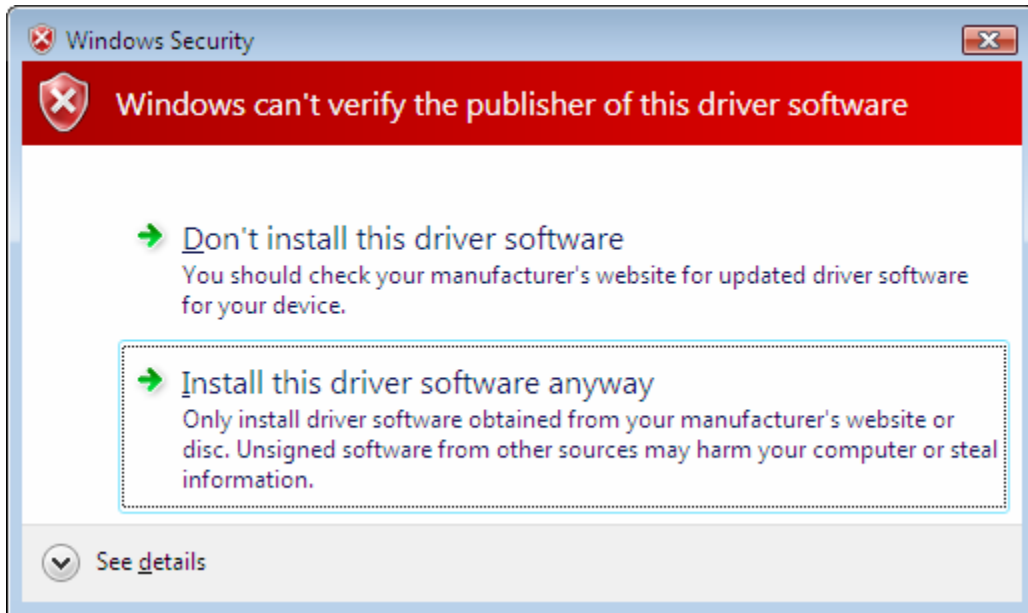 Windows Security
Windows can't verify the publisher of this driver software
Don't install this driver software
You should check your manufacturer's website for updated driver software
for your device.
Install this driver software anyway
Only install driver software obtained from your manufacturer's website or
disc. Unsigned software from other sources may harm your computer or steal
information.
See details